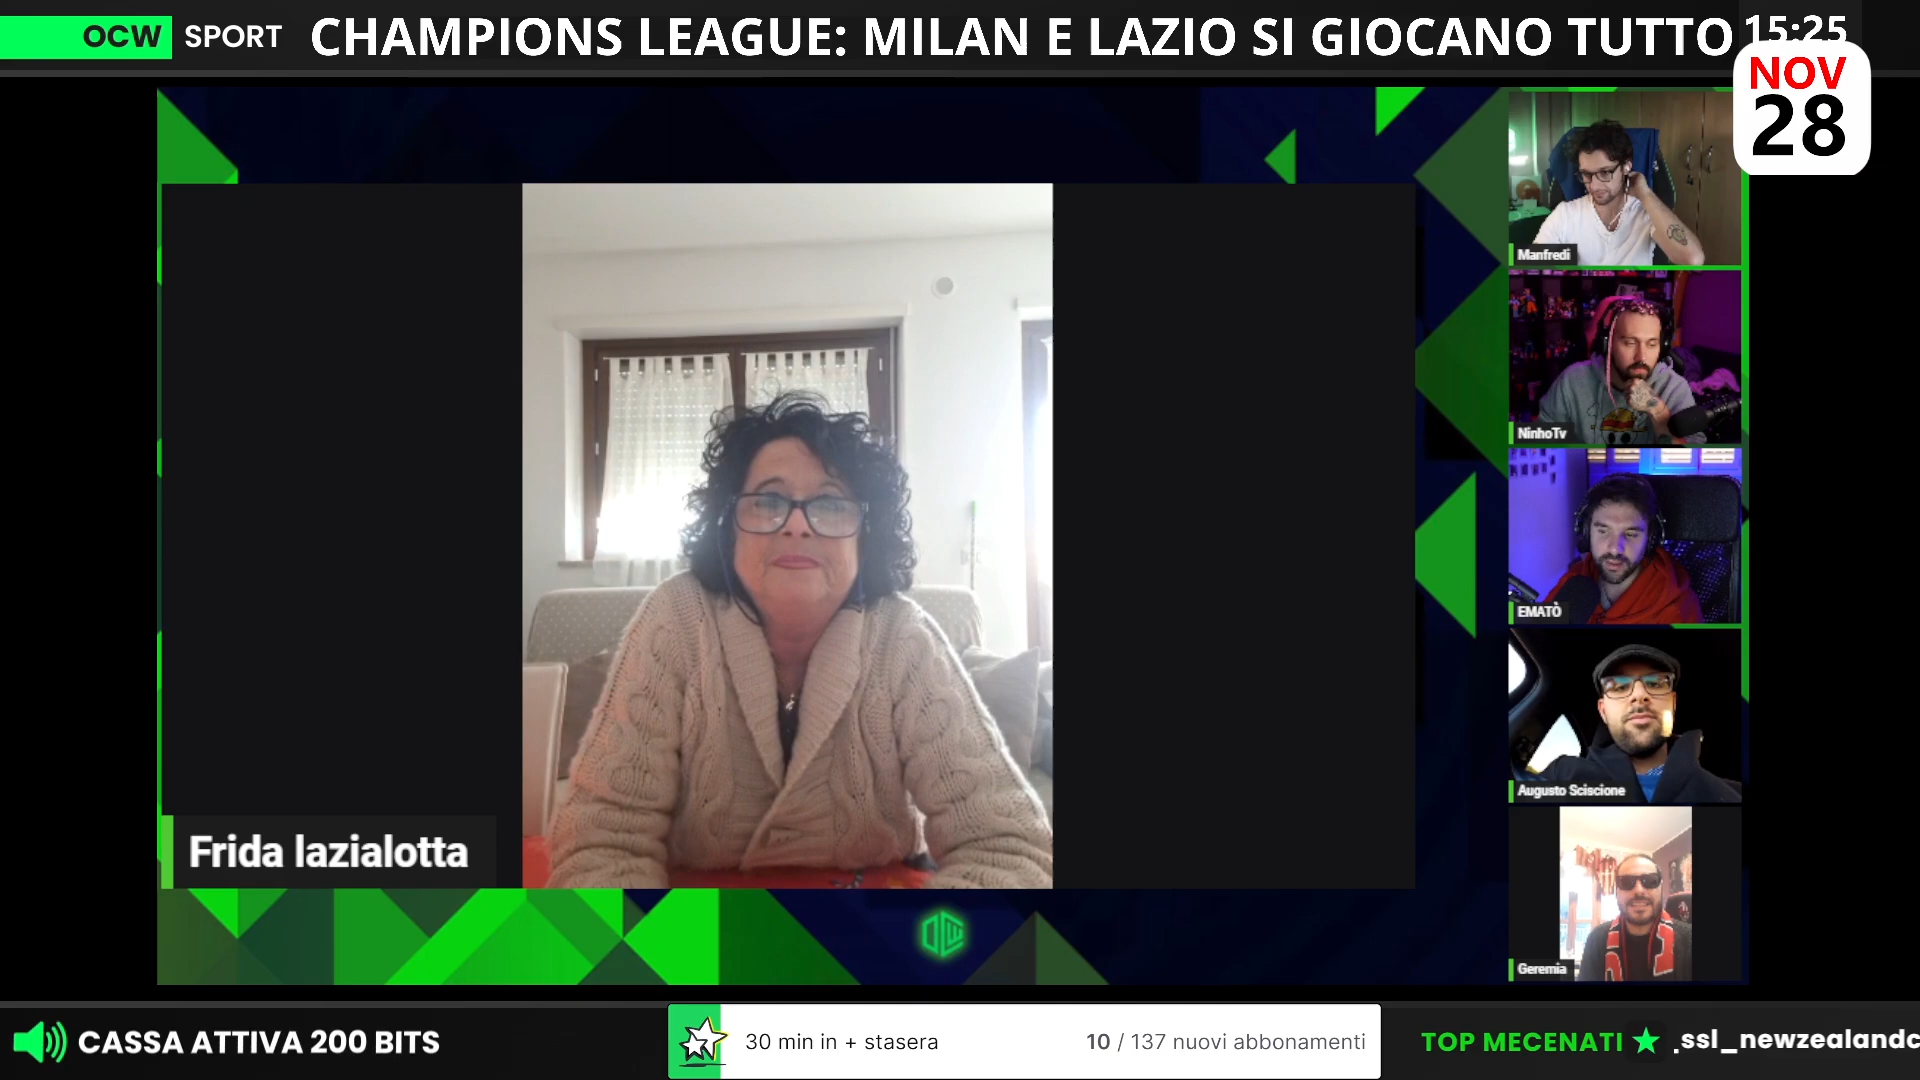 OCW SPORT CHAMPIONS LEAGUE: MILAN E LAZIO SI GIOCANO TUTTO 15:25
NOV
28
Manfredi
NinhoTv
EMATÒ
Augusto Sciscione
Geremia
Frida lazialotta
CASSA ATTIVA 200 BITS
30 min in + stasera
10 / 137 nuovi abbonamenti
TOP MECENATI ★ _ssl_newzealandc